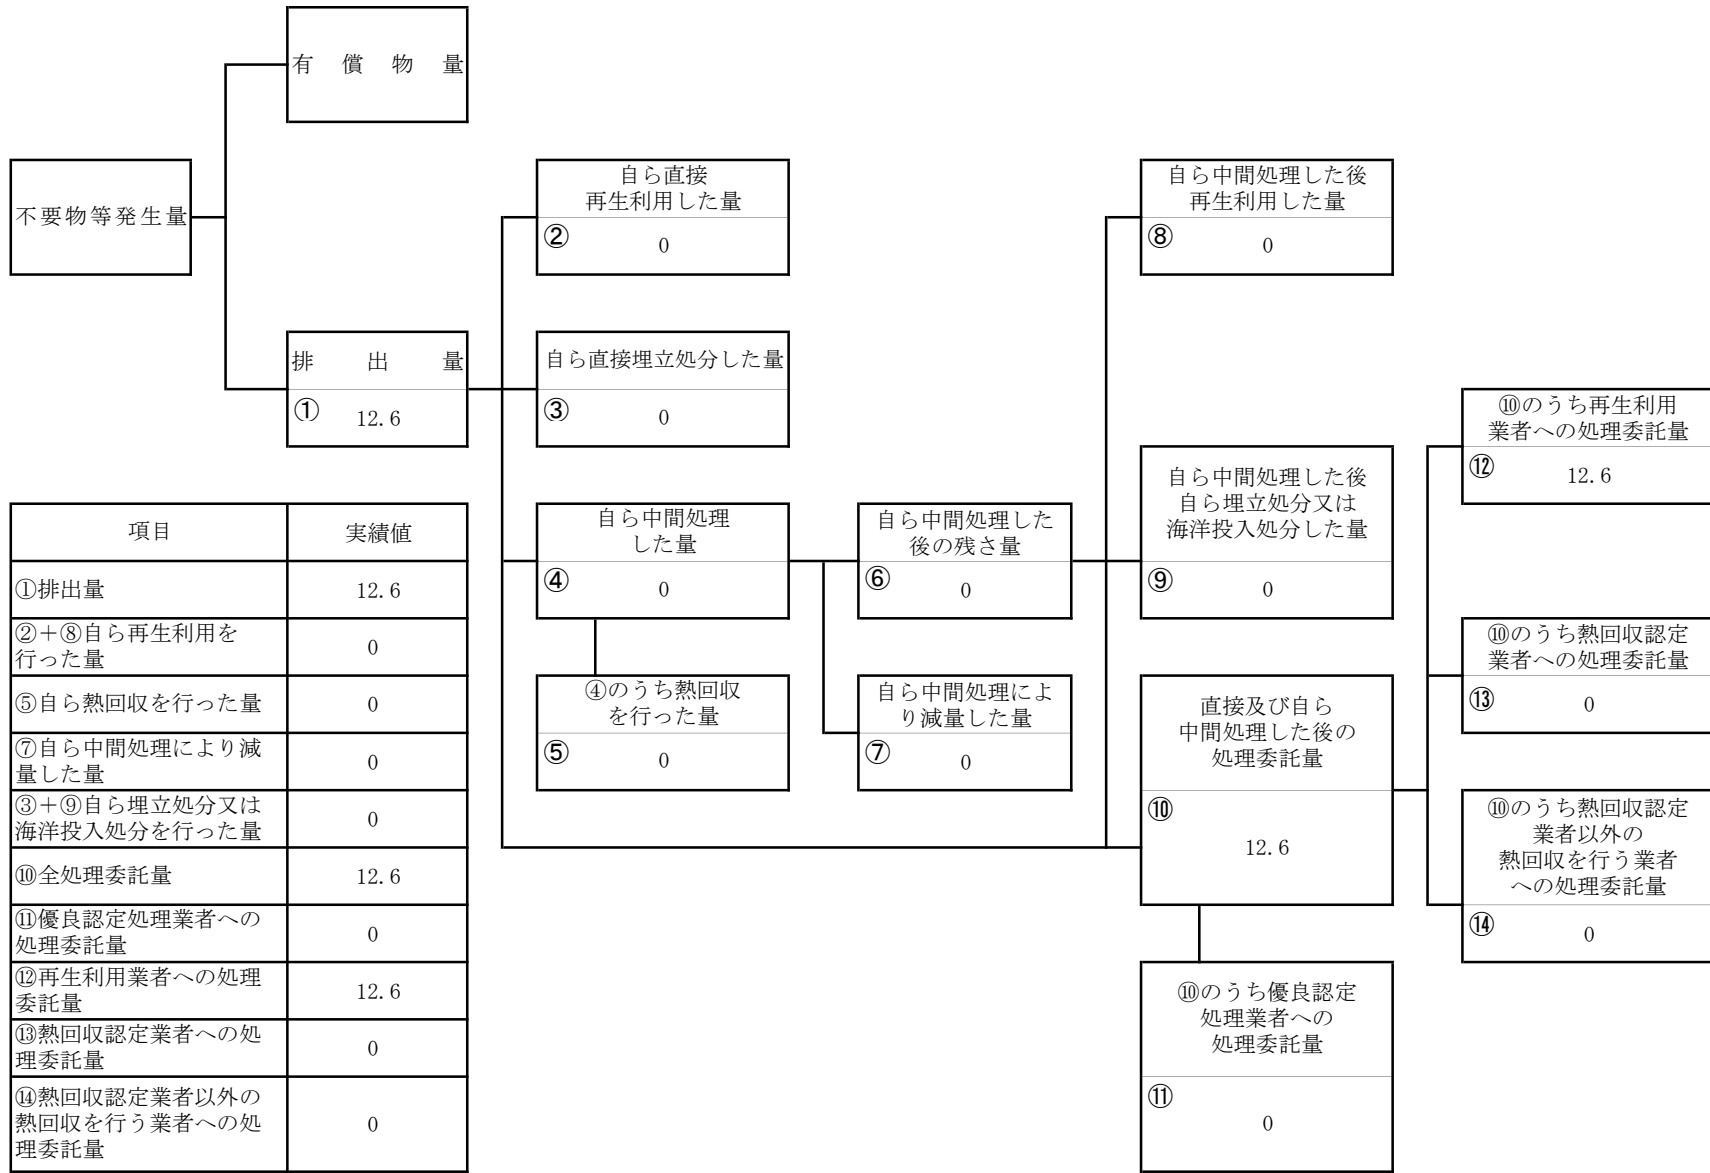 有償物量
不要物等発生量
排出量
①
12.6
自ら直接
再生利用した量
②
0
自ら直接埋立処分した量
③
0
自ら中間処理
した量
④
0
④のうち熱回収
を行った量
⑤
0
自ら中間処理した
後の残さ量
⑥
0
自ら中間処理によ
り減量した量
⑦
0
自ら中間処理した後
再生利用した量
⑧
0
自ら中間処理した後
自ら埋立処分又は
海洋投入処分した量
⑨
0
直接及び自ら
中間処理した後の
処理委託量
⑩
12.6
⑩のうち優良認定
処理業者への
処理委託量
⑪
0
⑩のうち再生利用
業者への処理委託量
⑫
12.6
⑩のうち熱回収認定
業者への処理委託量
⑬
0
⑩のうち熱回収認定
業者以外の
熱回収を行う業者
への処理委託量
⑭
0
項目 実績値
①排出量 12.6
②＋⑧自ら再生利用を
行った量 0
⑤自ら熱回収を行った量 0
⑦自ら中間処理により減
量した量 0
③＋⑨自ら埋立処分又は
海洋投入処分を行った量 0
⑩全処理委託量 12.6
⑪優良認定処理業者への
処理委託量 0
⑫再生利用業者への処理
委託量 12.6
⑬熱回収認定業者への処
理委託量 0
⑭熱回収認定業者以外の
熱回収を行う業者への処
理委託量 0